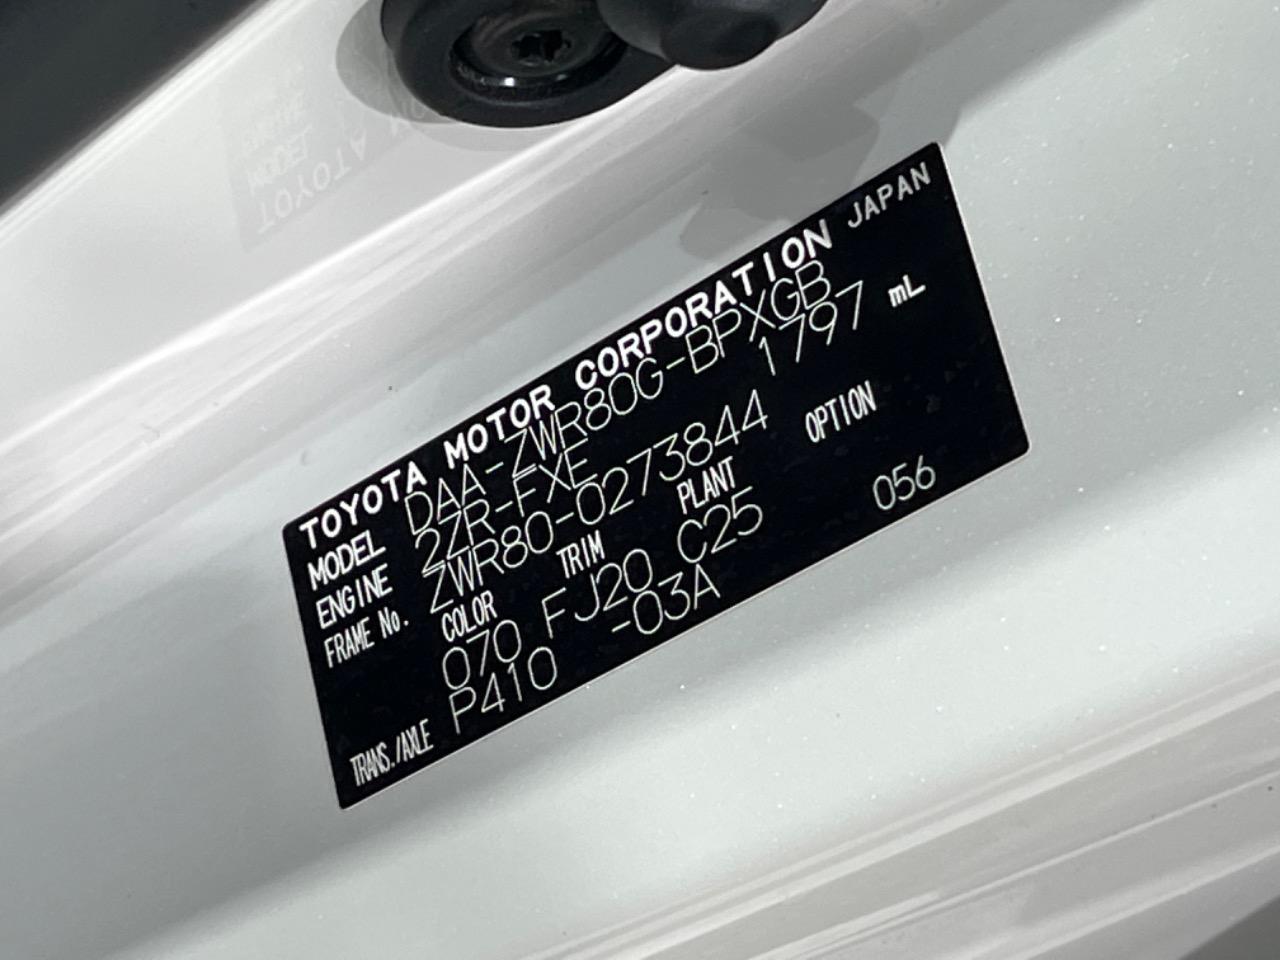 TOYOTA MOTOR CORPORATION JAPAN
MODEL DAA-ZWR80G-BPXGB
ENGINE 2ZR-FXE 1797 mL
FRAME No. ZWR80-0273844
COLOR TRIM PLANT OPTION
070 FJ20 C25 056
TRANS./AXLE P410 -03A